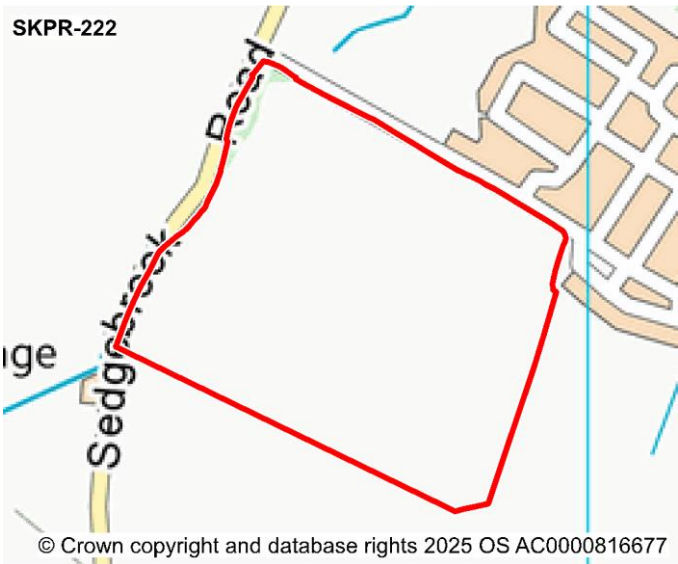 SKPR-222
Sedgebrook Road
ge
© Crown copyright and database rights 2025 OS AC0000816677